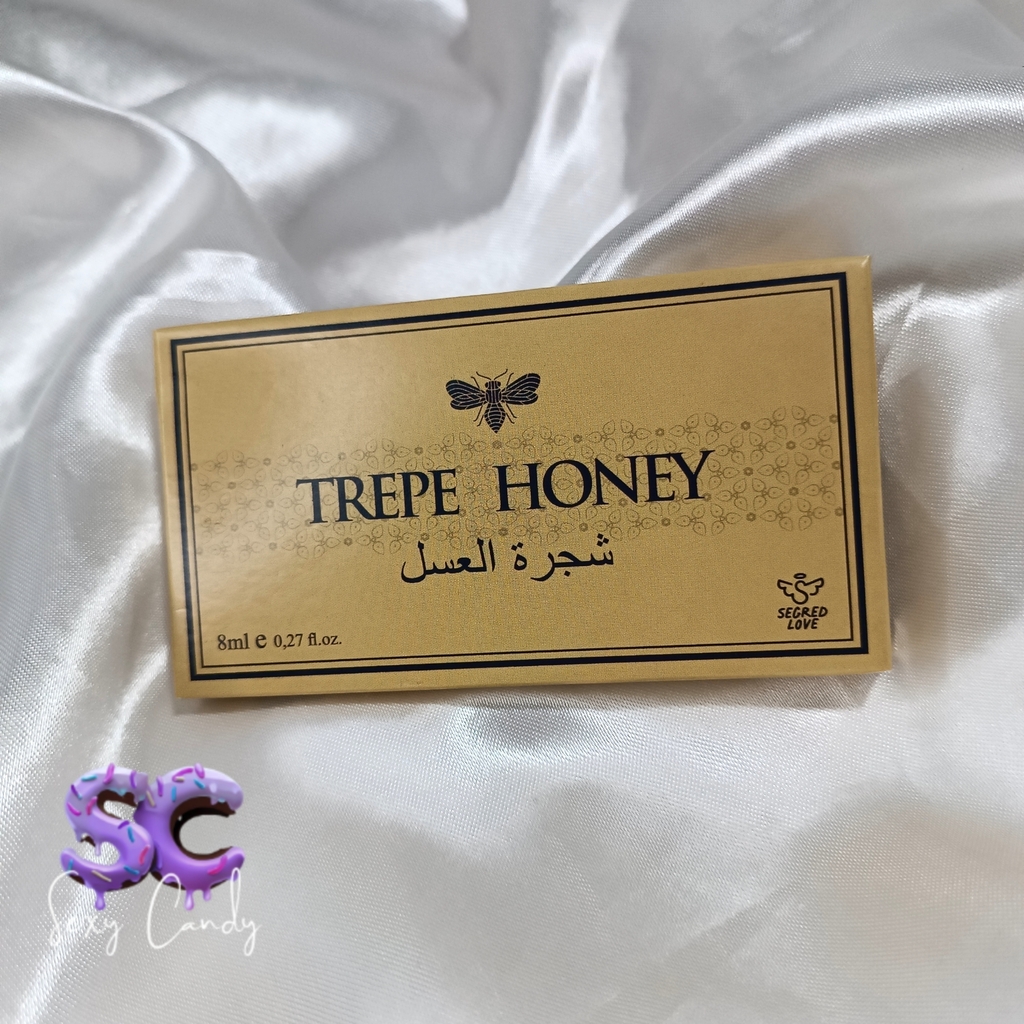 TREPE HONEY
شجرة العسل
8ml e 0,27 fl.oz.
SEGRED
LOVE
SC
Sexy Candy